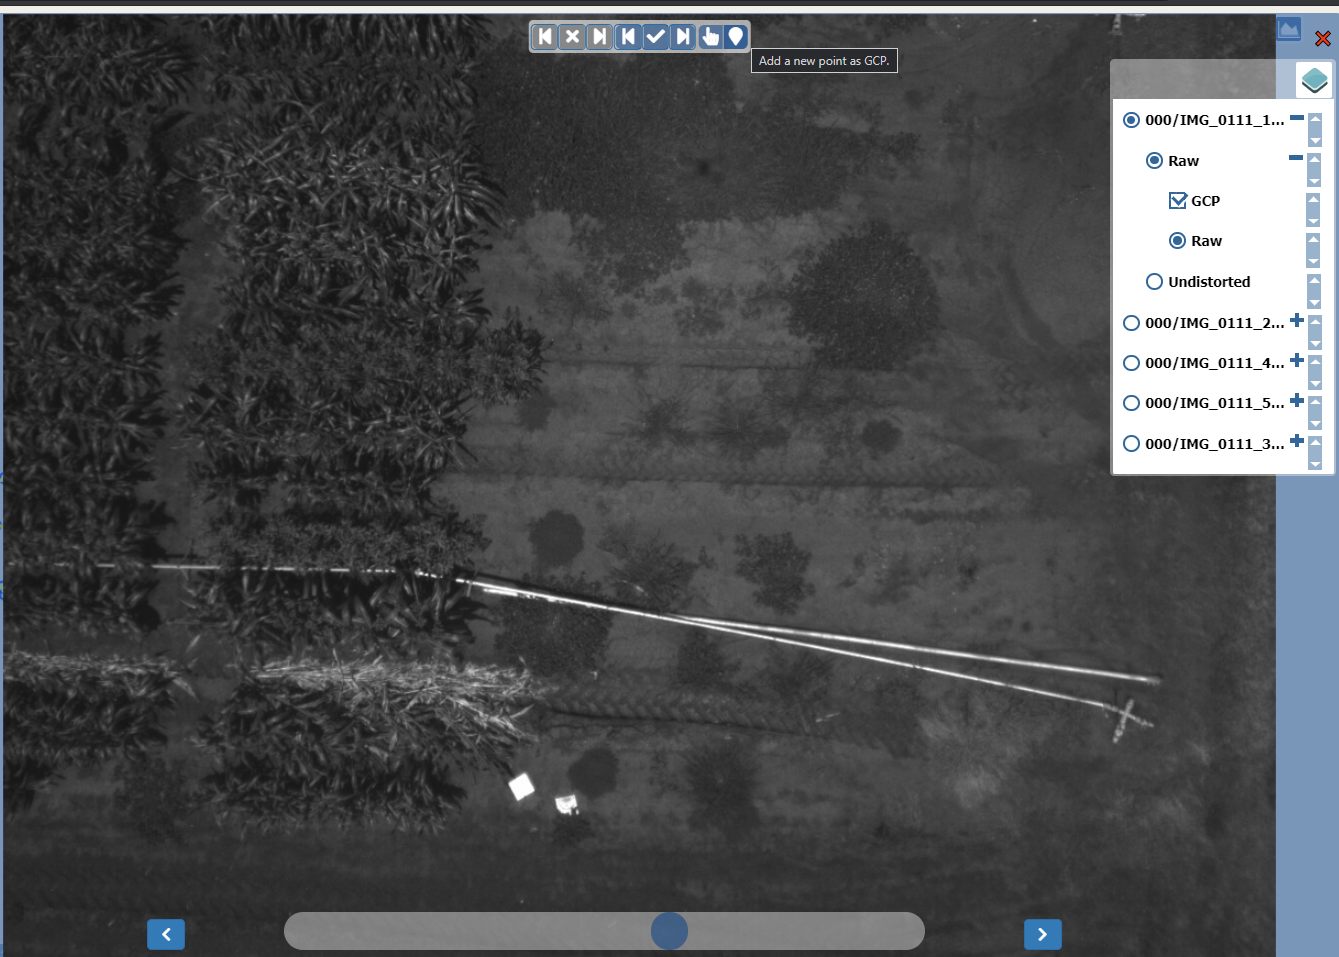 Add a new point as GCP.
000/IMG_0111_1...
Raw
GCP
Raw
Undistorted
000/IMG_0111_2...
000/IMG_0111_4...
000/IMG_0111_5...
000/IMG_0111_3...